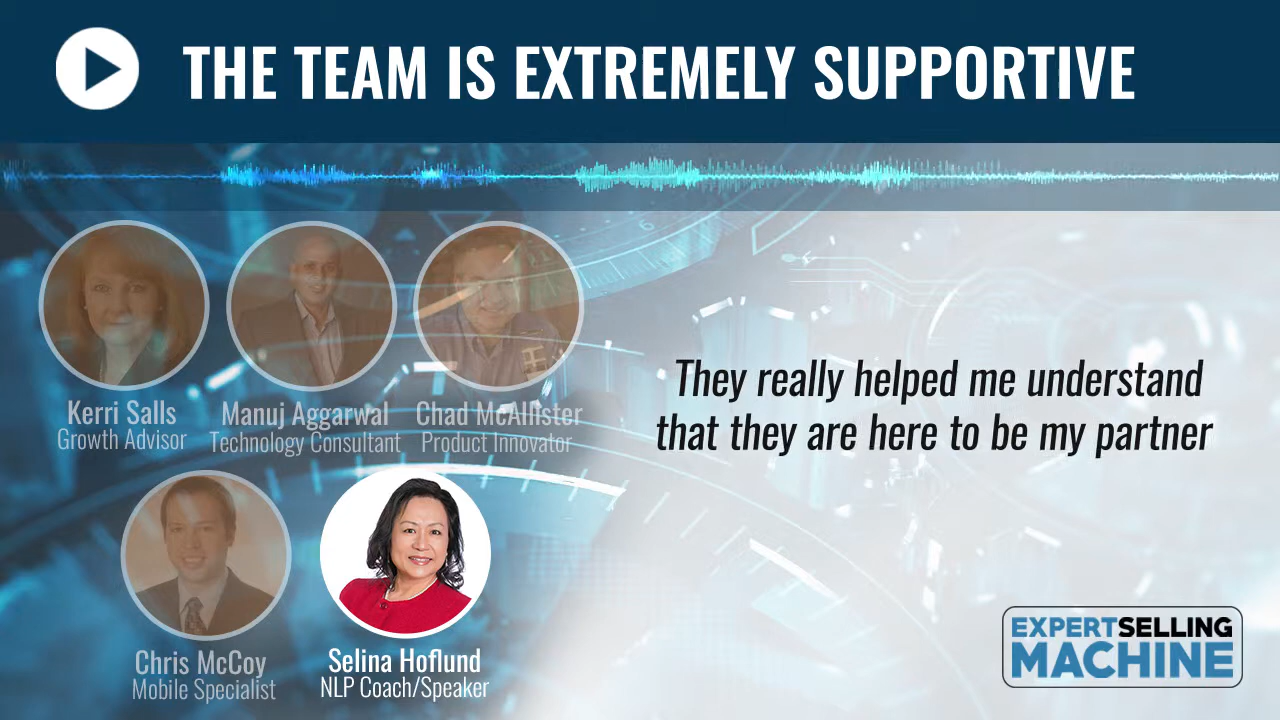 THE TEAM IS EXTREMELY SUPPORTIVE
Kerri Salls
Growth Advisor
Manuj Aggarwal
Technology Consultant
Chad McAllister
Product Innovator
They really helped me understand
that they are here to be my partner
Chris McCoy
Mobile Specialist
Selina Hoflund
NLP Coach/Speaker
EXPERTSELLING
MACHINE